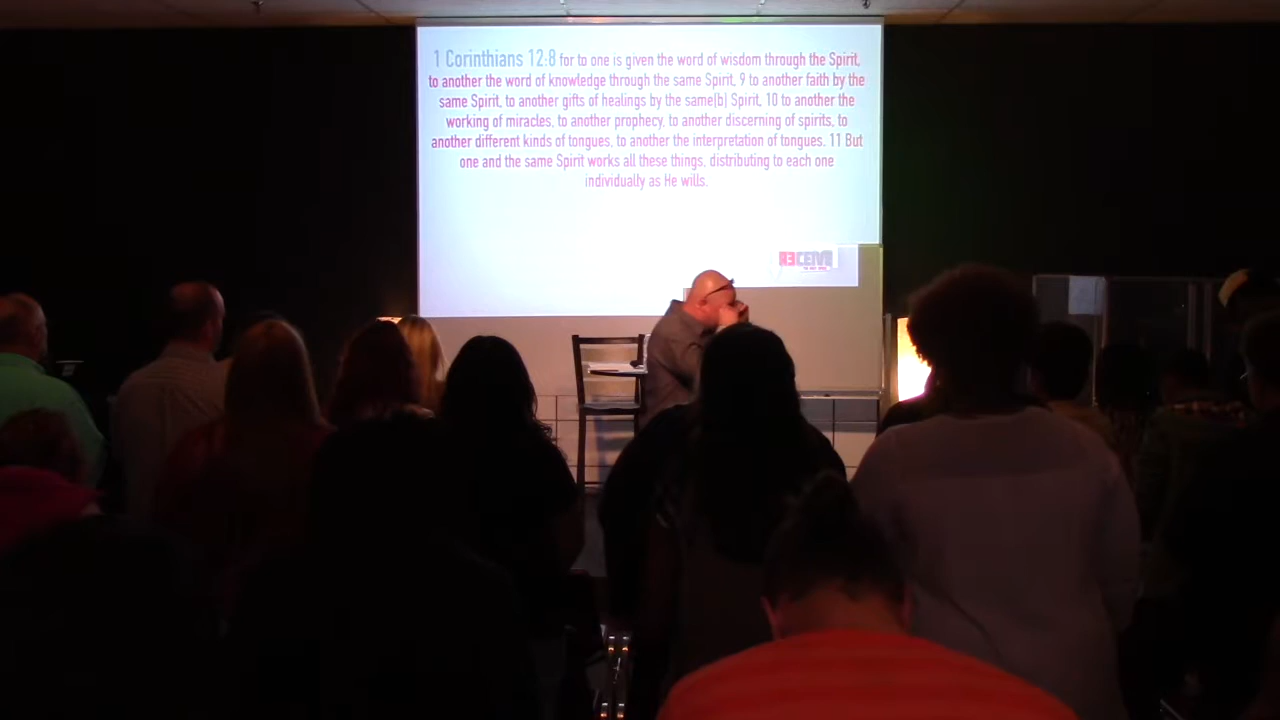 1 Corinthians 12:8 for to one is given the word of wisdom through the Spirit,
to another the word of knowledge through the same Spirit, 9 to another faith by the
same Spirit, to another gifts of healings by the same[b] Spirit, 10 to another the
working of miracles, to another prophecy, to another discerning of spirits, to
another different kinds of tongues, to another the interpretation of tongues. 11 But
one and the same Spirit works all these things, distributing to each one
individually as He wills.
RECEIVE